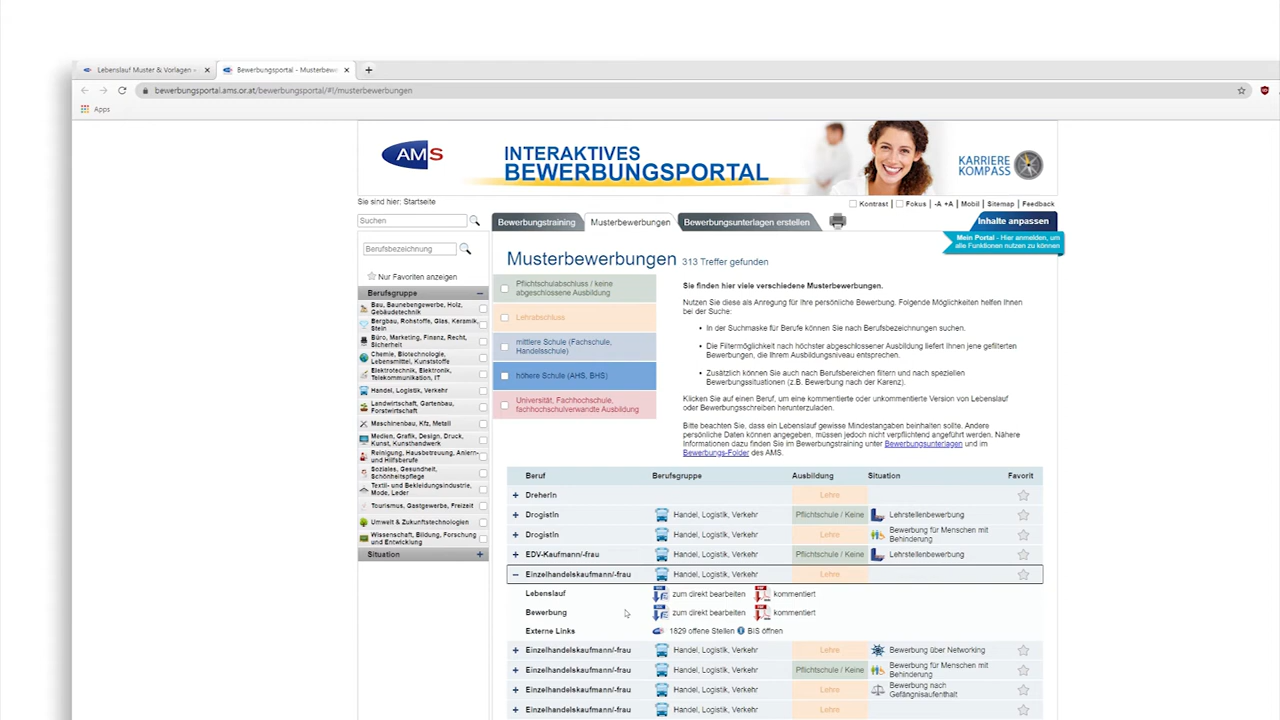 Lebenslauf Muster & Vorlagen -
Bewerbungsportal - Musterbewe
bewerbungsportal.ams.or.at/bewerbungsportal/#!/musterbewerbungen
Apps
AMS
INTERAKTIVES
BEWERBUNGSPORTAL
KARRIERE
KOMPASS
Sie sind hier: Startseite
Kontrast Fokus -A +A Mobil Sitemap Feedback
Suchen
Bewerbungstraining
Musterbewerbungen
Bewerbungsunterlagen erstellen
Inhalte anpassen
Mein Portal - Hier anmelden, um
alle Funktionen nutzen zu können
Berufsbezeichnung
Nur Favoriten anzeigen
Berufsgruppe
Bau, Baunebengewerbe, Holz,
Gebäudetechnik
Bergbau, Rohstoffe, Glas, Keramik,
Stein
Büro, Marketing, Finanz, Recht,
Sicherheit
Chemie, Biotechnologie,
Lebensmittel, Kunststoffe
Elektrotechnik, Elektronik,
Telekommunikation, IT
Handel, Logistik, Verkehr
Landwirtschaft, Gartenbau,
Forstwirtschaft
Maschinenbau, Kfz, Metall
Medien, Grafik, Design, Druck,
Kunst, Kunsthandwerk
Reinigung, Hausbetreuung, Anlern-
und Hilfsberufe
Soziales, Gesundheit,
Schönheitspflege
Textil- und Bekleidungsindustrie,
Mode, Leder
Tourismus, Gastgewerbe, Freizeit
Umwelt & Zukunftstechnologien
Wissenschaft, Bildung, Forschung
und Entwicklung
Situation
Musterbewerbungen 313 Treffer gefunden
Pflichtschulabschluss / keine
abgeschlossene Ausbildung
Lehrabschluss
mittlere Schule (Fachschule,
Handelsschule)
höhere Schule (AHS, BHS)
Universität, Fachhochschule,
fachhochschulverwandte Ausbildung
Sie finden hier viele verschiedene Musterbewerbungen.
Nutzen Sie diese als Anregung für Ihre persönliche Bewerbung. Folgende Möglichkeiten helfen Ihnen
bei der Suche:
• In der Suchmaske für Berufe können Sie nach Berufsbezeichnungen suchen.
• Die Filtermöglichkeit nach höchster abgeschlossener Ausbildung liefert Ihnen jene gefilterten
Bewerbungen, die Ihrem Ausbildungsniveau entsprechen.
• Zusätzlich können Sie auch nach Berufsbereichen filtern und nach speziellen
Bewerbungssituationen (z.B. Bewerbung nach der Karenz).
Klicken Sie auf einen Beruf, um eine kommentierte oder unkommentierte Version von Lebenslauf
oder Bewerbungsschreiben herunterzuladen.
Bitte beachten Sie, dass ein Lebenslauf gewisse Mindestangaben beinhalten sollte. Andere
persönliche Daten können angegeben, müssen jedoch nicht verpflichtend angeführt werden. Nähere
Informationen dazu finden Sie im Bewerbungstraining unter Bewerbungsunterlagen und im
Bewerbungs-Folder des AMS.
Beruf Berufsgruppe Ausbildung Situation Favorit
+ DreherIn Lehre
+ DrogistIn Handel, Logistik, Verkehr Pflichtschule / Keine Lehrstellenbewerbung
+ DrogistIn Handel, Logistik, Verkehr Lehre Bewerbung für Menschen mit
Behinderung
+ EDV-Kaufmann/-frau Handel, Logistik, Verkehr Pflichtschule / Keine Lehrstellenbewerbung
− Einzelhandelskaufmann/-frau Handel, Logistik, Verkehr Lehre
Lebenslauf zum direkt bearbeiten kommentiert
Bewerbung zum direkt bearbeiten kommentiert
Externe Links 1829 offene Stellen BIS öffnen
+ Einzelhandelskaufmann/-frau Handel, Logistik, Verkehr Lehre Bewerbung über Networking
+ Einzelhandelskaufmann/-frau Handel, Logistik, Verkehr Pflichtschule / Keine Bewerbung für Menschen mit
Behinderung
+ Einzelhandelskaufmann/-frau Handel, Logistik, Verkehr Lehre Bewerbung nach
Gefängnisaufenthalt
+ Einzelhandelskaufmann/-frau Handel, Logistik, Verkehr Lehre